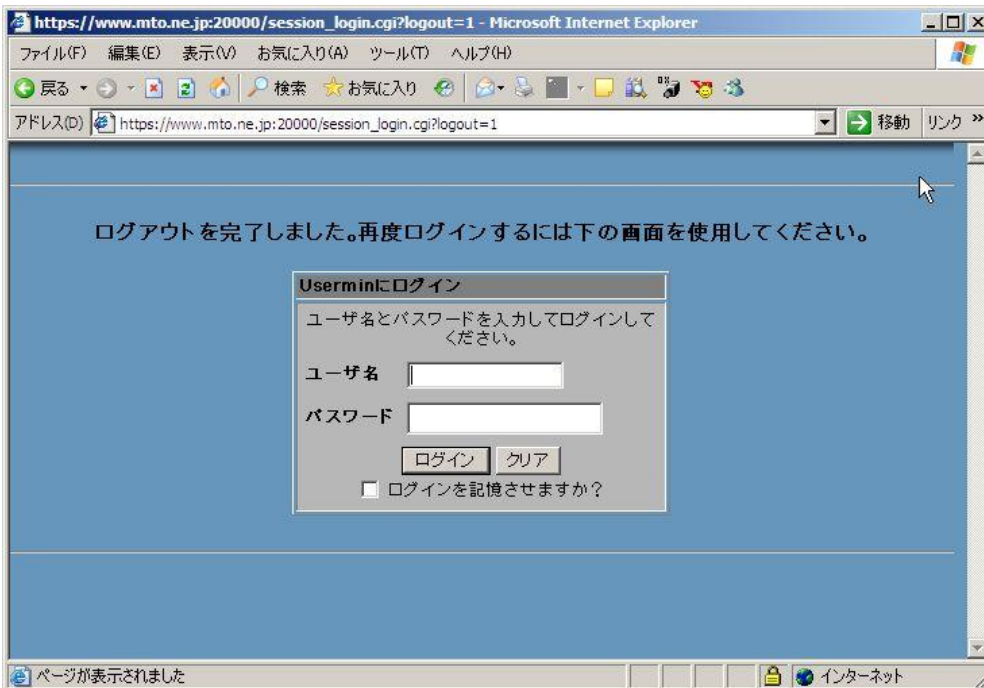 https://www.mto.ne.jp:20000/session_login.cgi?logout=1 - Microsoft Internet Explorer
ファイル(F) 編集(E) 表示(V) お気に入り(A) ツール(T) ヘルプ(H)
戻る 検索 お気に入り
アドレス(D) https://www.mto.ne.jp:20000/session_login.cgi?logout=1 移動 リンク »
ログアウトを完了しました。再度ログインするには下の画面を使用してください。
Userminにログイン
ユーザ名とパスワードを入力してログインして
ください。
ユーザ名
パスワード
ログイン クリア
ログインを記憶させますか？
ページが表示されました インターネット